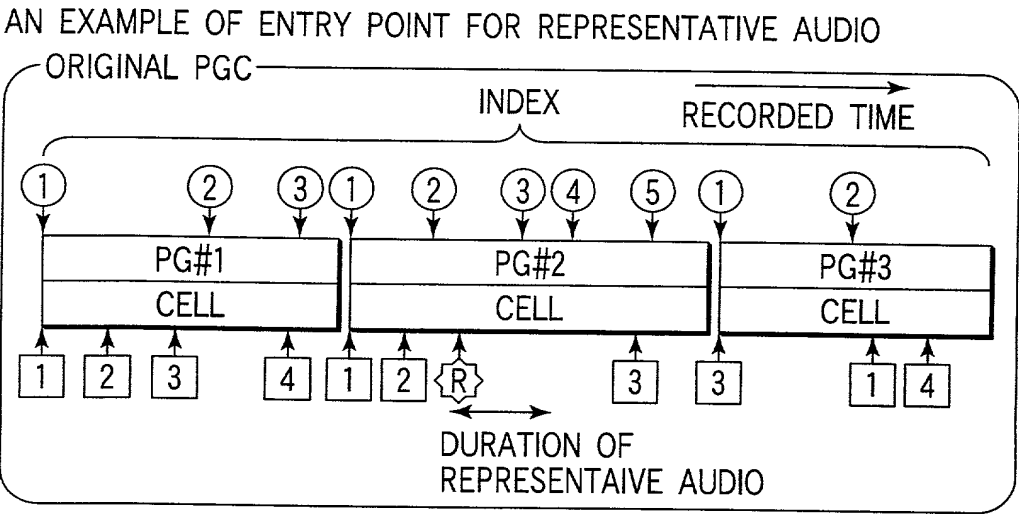 AN EXAMPLE OF ENTRY POINT FOR REPRESENTATIVE AUDIO
ORIGINAL PGC
INDEX
RECORDED TIME
1 2 3 1 2 3 4 5 1 2
PG#1 PG#2 PG#3
CELL CELL CELL
1 2 3 4 1 2 R 3 3 1 4
DURATION OF
REPRESENTAIVE AUDIO